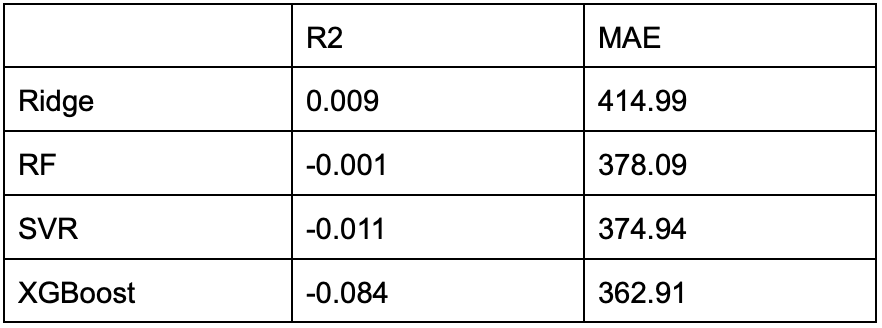 R2 MAE
Ridge 0.009 414.99
RF -0.001 378.09
SVR -0.011 374.94
XGBoost -0.084 362.91